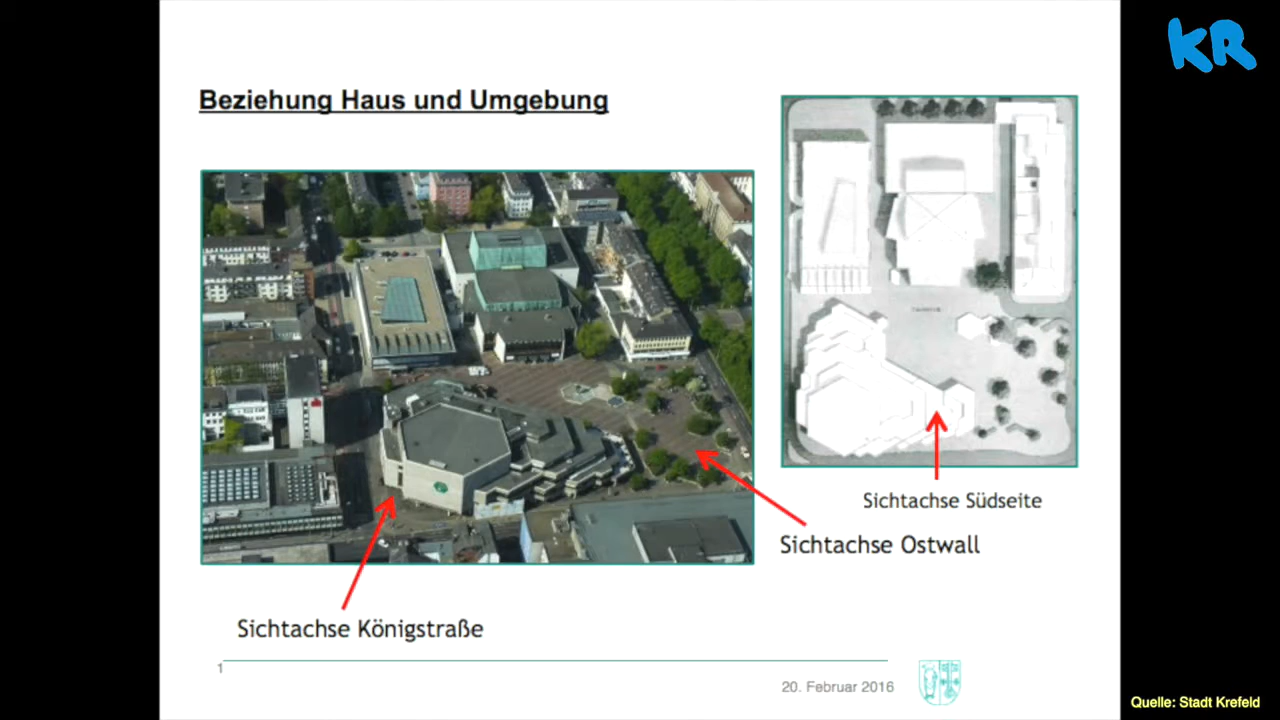 KR
Beziehung Haus und Umgebung
Sichtachse Südseite
Sichtachse Ostwall
Sichtachse Königstraße
1
20. Februar 2016
Quelle: Stadt Krefeld